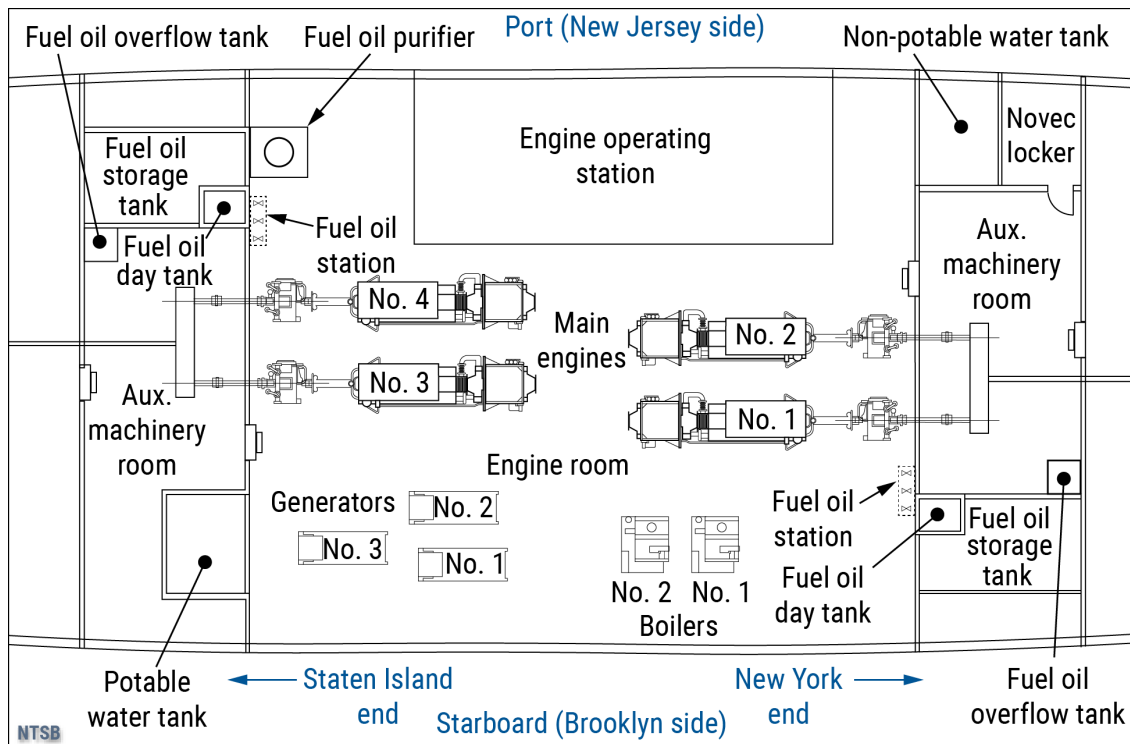 Port (New Jersey side)
Fuel oil overflow tank
Fuel oil purifier
Non-potable water tank
Fuel oil
storage
tank
Engine operating
station
Novec
locker
Fuel oil
day tank
Fuel oil
station
Aux.
machinery
room
No. 4
No. 3
Main
engines
No. 2
No. 1
Aux.
machinery
room
Engine room
Generators
No. 2
No. 3
No. 1
No. 2
No. 1
Boilers
Fuel oil
station
Fuel oil
day tank
Fuel oil
storage
tank
Potable
water tank
Staten Island
end
New York
end
Fuel oil
overflow tank
Starboard (Brooklyn side)
NTSB